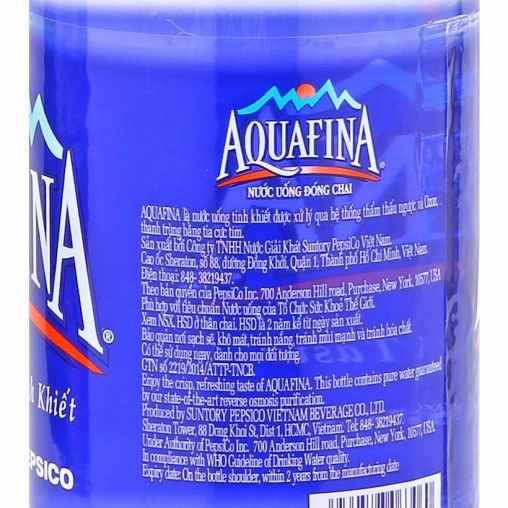 AQUAFINA®
NƯỚC UỐNG ĐÓNG CHAI
AQUAFINA là nước uống tinh khiết được xử lý qua hệ thống thẩm thấu ngược và Ozon,
thanh trùng bằng tia cực tím.
Sản xuất bởi Công ty TNHH Nước Giải Khát Suntory PepsiCo Việt Nam.
Cao ốc Sheraton, số 88, đường Đồng Khởi, Quận 1, Thành phố Hồ Chí Minh, Việt Nam.
Điện thoại: 848- 38219437.
Theo bản quyền của PepsiCo Inc. 700 Anderson Hill road, Purchase, New York, 10577, USA
Phù hợp với tiêu chuẩn Nước uống của Tổ Chức Sức Khoẻ Thế Giới.
Xem NSX, HSD ở thân chai. HSD là 2 năm kể từ ngày sản xuất.
Bảo quản nơi sạch sẽ, khô mát, tránh nắng, tránh mùi mạnh và tránh hóa chất.
Có thể sử dụng ngay, dành cho mọi đối tượng.
GTN số 2219/2014/ATTP-TNCB.
Enjoy the crisp, refreshing taste of AQUAFINA. This bottle contains pure water guaranteed
by our state-of-the-art reverse osmosis purification.
Produced by SUNTORY PEPSICO VIETNAM BEVERAGE CO., LTD.
Sheraton Tower, 88 Dong Khoi St, Dist 1, HCMC, Vietnam. Tel: 848- 38219437.
Under Authority of PepsiCo Inc. 700 Anderson Hill road, Purchase, New York, 10577, USA.
In compliance with WHO Guideline of Drinking Water quality.
Expiry date: On the bottle shoulder, within 2 years from the manufacturing date
NA®
h Khiết
EPSICO